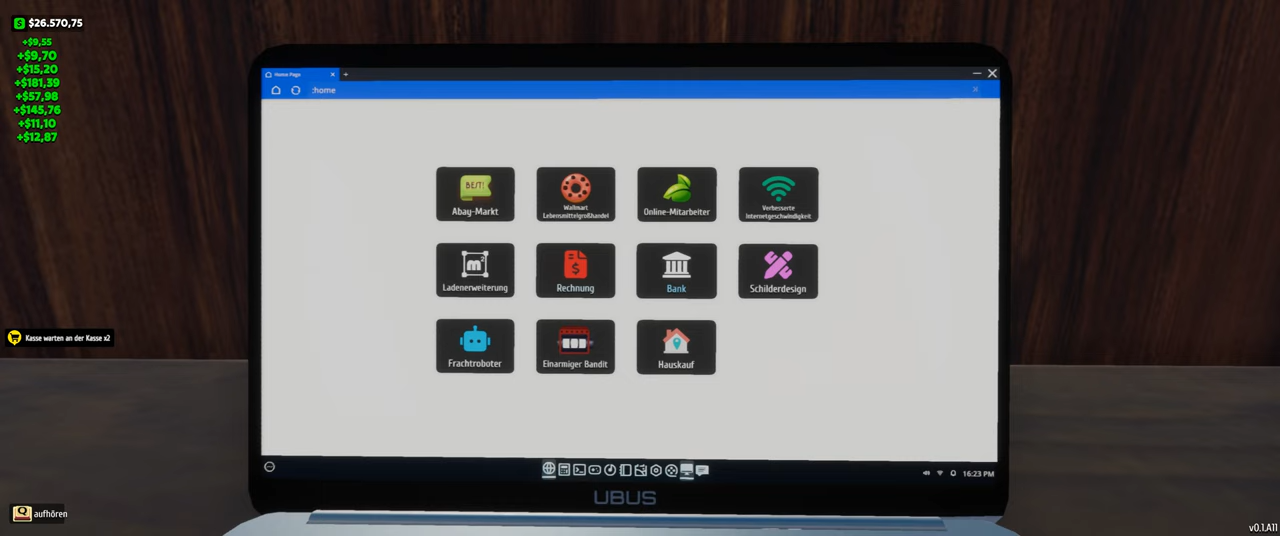 $ $26.570,75
+$9,55
+$9,70
+$15,20
+$181,39
+$57,98
+$145,76
+$11,10
+$12,87
Home Page
:home
BEST!
Abay-Markt
Wallmart
Lebensmittelgroßhandel
Online-Mitarbeiter
Verbesserte
Internetgeschwindigkeit
m²
Ladenerweiterung
$
Rechnung
Bank
Schilderdesign
Frachtroboter
Einarmiger Bandit
Hauskauf
Kasse warten an der Kasse x2
16:23 PM
UBUS
Q aufhören
v0.1.A11